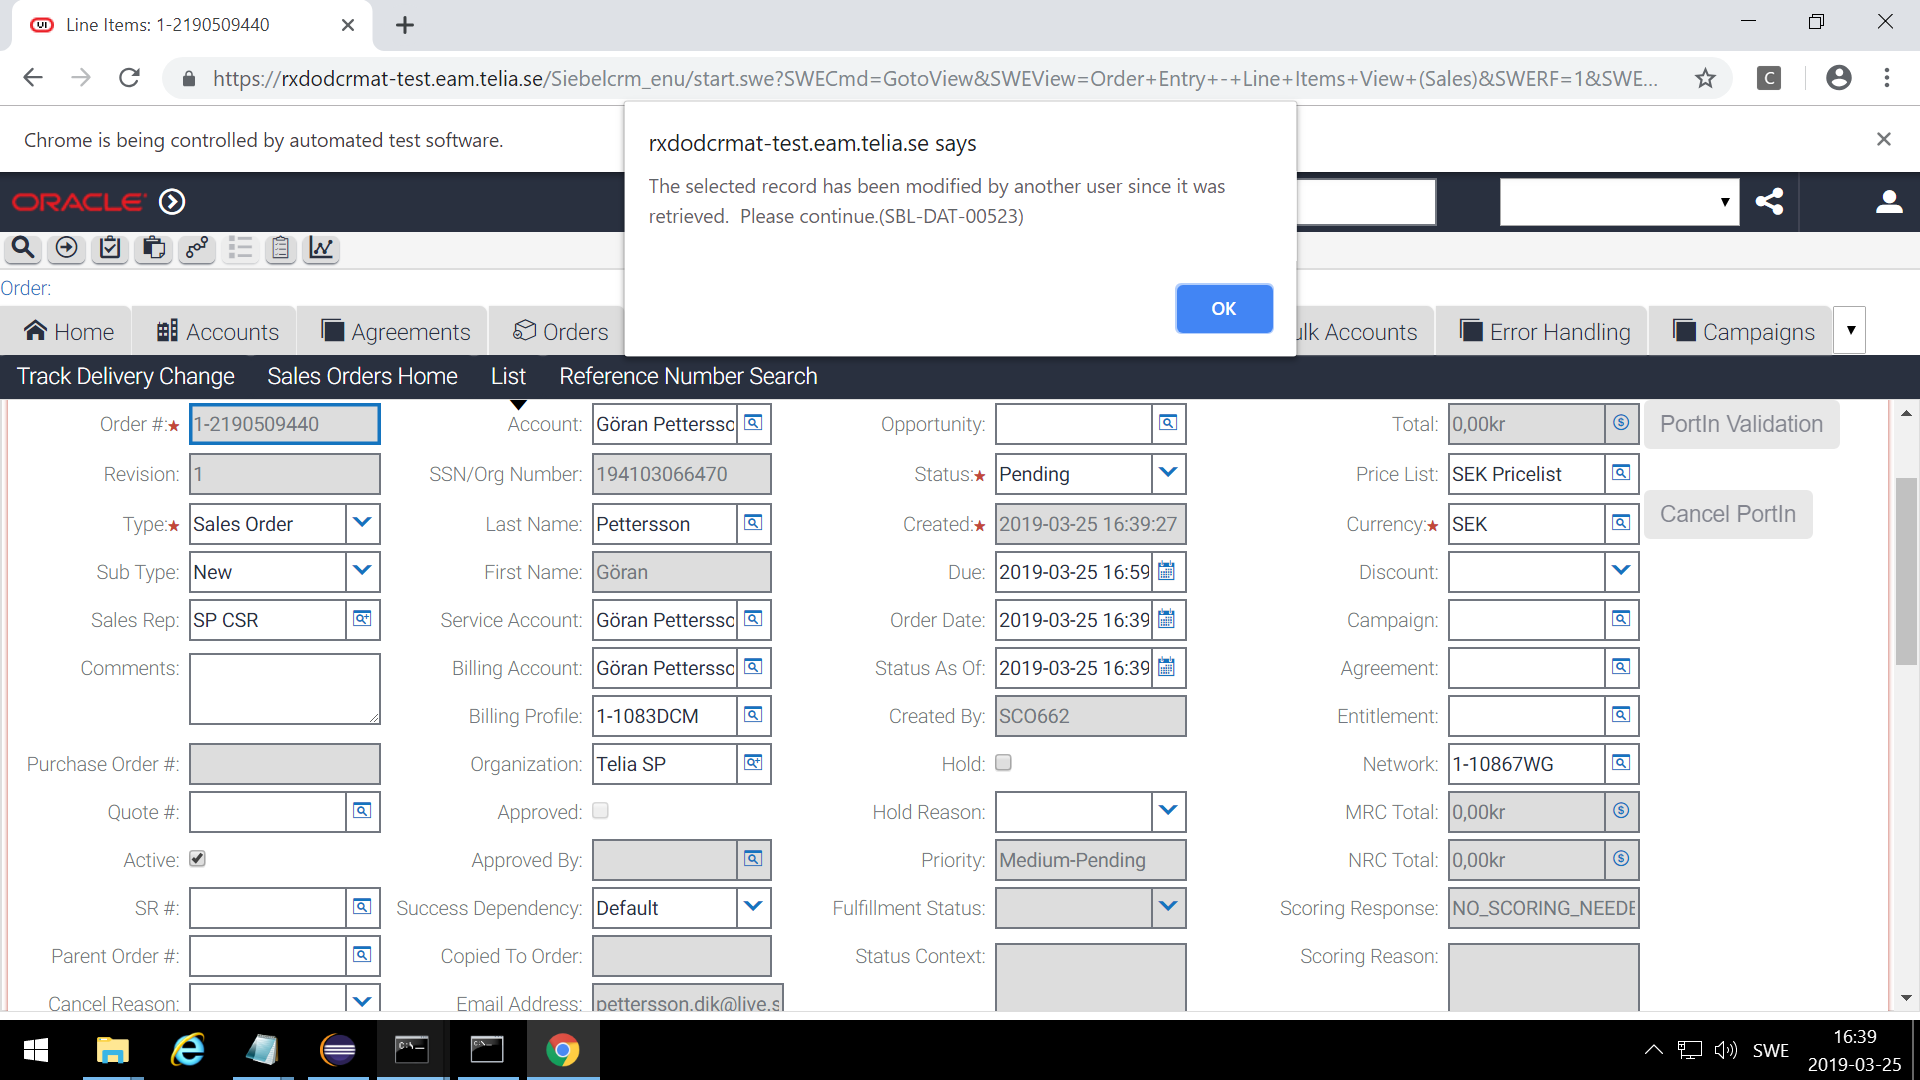 Line Items: 1-2190509440
https://rxdodcrmat-test.eam.telia.se/Siebelcrm_enu/start.swe?SWECmd=GotoView&SWEView=Order+Entry+-+Line+Items+View+(Sales)&SWERF=1&SWE...
C
Chrome is being controlled by automated test software.
rxdodcrmat-test.eam.telia.se says
The selected record has been modified by another user since it was
retrieved.  Please continue.(SBL-DAT-00523)
OK
ORACLE
Order:
Home Accounts Agreements Orders ulk Accounts Error Handling Campaigns
Track Delivery Change Sales Orders Home List Reference Number Search
Order #: 1-2190509440 Account: Göran Petterssc Opportunity: Total: 0,00kr PortIn Validation
Revision: 1 SSN/Org Number: 194103066470 Status: Pending Price List: SEK Pricelist
Type: Sales Order Last Name: Pettersson Created: 2019-03-25 16:39:27 Currency: SEK Cancel PortIn
Sub Type: New First Name: Göran Due: 2019-03-25 16:59 Discount:
Sales Rep: SP CSR Service Account: Göran Petterssc Order Date: 2019-03-25 16:39 Campaign:
Comments: Billing Account: Göran Petterssc Status As Of: 2019-03-25 16:39 Agreement:
Billing Profile: 1-1083DCM Created By: SCO662 Entitlement:
Purchase Order #: Organization: Telia SP Hold: Network: 1-10867WG
Quote #: Approved: Hold Reason: MRC Total: 0,00kr
Active: Approved By: Priority: Medium-Pending NRC Total: 0,00kr
SR #: Success Dependency: Default Fulfillment Status: Scoring Response: NO_SCORING_NEEDE
Parent Order #: Copied To Order: Status Context: Scoring Reason:
Cancel Reason: Email Address: pettersson.dik@live.s
SWE
16:39
2019-03-25